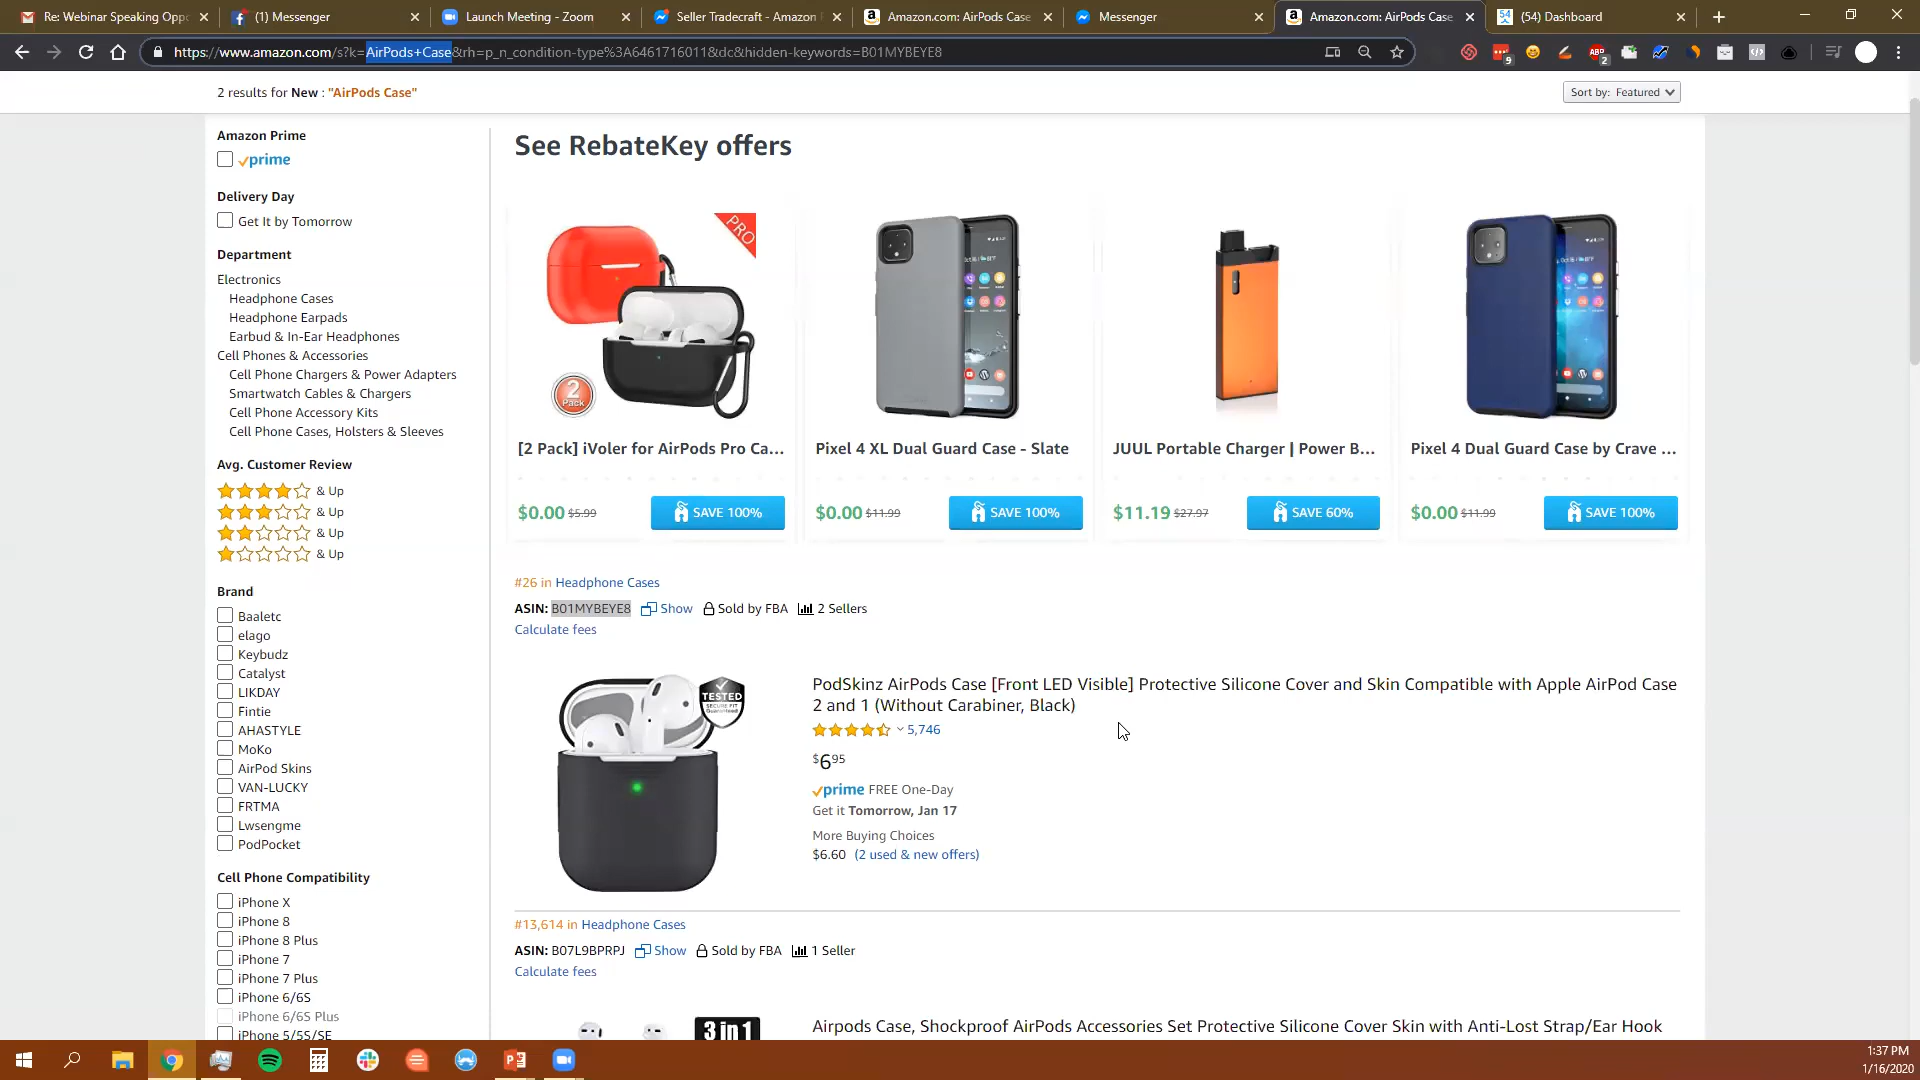 Re: Webinar Speaking Oppo
(1) Messenger
Launch Meeting - Zoom
Seller Tradecraft - Amazon F
Amazon.com: AirPods Case
Messenger
Amazon.com: AirPods Case
(54) Dashboard
https://www.amazon.com/s?k=AirPods+Case&rh=p_n_condition-type%3A6461716011&dc&hidden-keywords=B01MYBEYE8
2 results for New : "AirPods Case"
Sort by: Featured
Amazon Prime
prime
Delivery Day
Get It by Tomorrow
Department
Electronics
Headphone Cases
Headphone Earpads
Earbud & In-Ear Headphones
Cell Phones & Accessories
Cell Phone Chargers & Power Adapters
Smartwatch Cables & Chargers
Cell Phone Accessory Kits
Cell Phone Cases, Holsters & Sleeves
Avg. Customer Review
& Up
& Up
& Up
& Up
Brand
Baaletc
elago
Keybudz
Catalyst
LIKDAY
Fintie
AHASTYLE
MoKo
AirPod Skins
VAN-LUCKY
FRTMA
Lwsengme
PodPocket
Cell Phone Compatibility
iPhone X
iPhone 8
iPhone 8 Plus
iPhone 7
iPhone 7 Plus
iPhone 6/6S
iPhone 6/6S Plus
iPhone 5/5S/SE
See RebateKey offers
PRO
2 Pack
[2 Pack] iVoler for AirPods Pro Ca...
$0.00 $5.99
SAVE 100%
Pixel 4 XL Dual Guard Case - Slate
$0.00 $11.99
SAVE 100%
JUUL Portable Charger | Power B...
$11.19 $27.97
SAVE 60%
Pixel 4 Dual Guard Case by Crave ...
$0.00 $11.99
SAVE 100%
#26 in Headphone Cases
ASIN: B01MYBEYE8 Show Sold by FBA 2 Sellers
Calculate fees
TESTED
PodSkinz AirPods Case [Front LED Visible] Protective Silicone Cover and Skin Compatible with Apple AirPod Case
2 and 1 (Without Carabiner, Black)
5,746
$6 95
prime FREE One-Day
Get it Tomorrow, Jan 17
More Buying Choices
$6.60 (2 used & new offers)
#13,614 in Headphone Cases
ASIN: B07L9BPRPJ Show Sold by FBA 1 Seller
Calculate fees
3 in 1
Airpods Case, Shockproof AirPods Accessories Set Protective Silicone Cover Skin with Anti-Lost Strap/Ear Hook
1:37 PM
1/16/2020